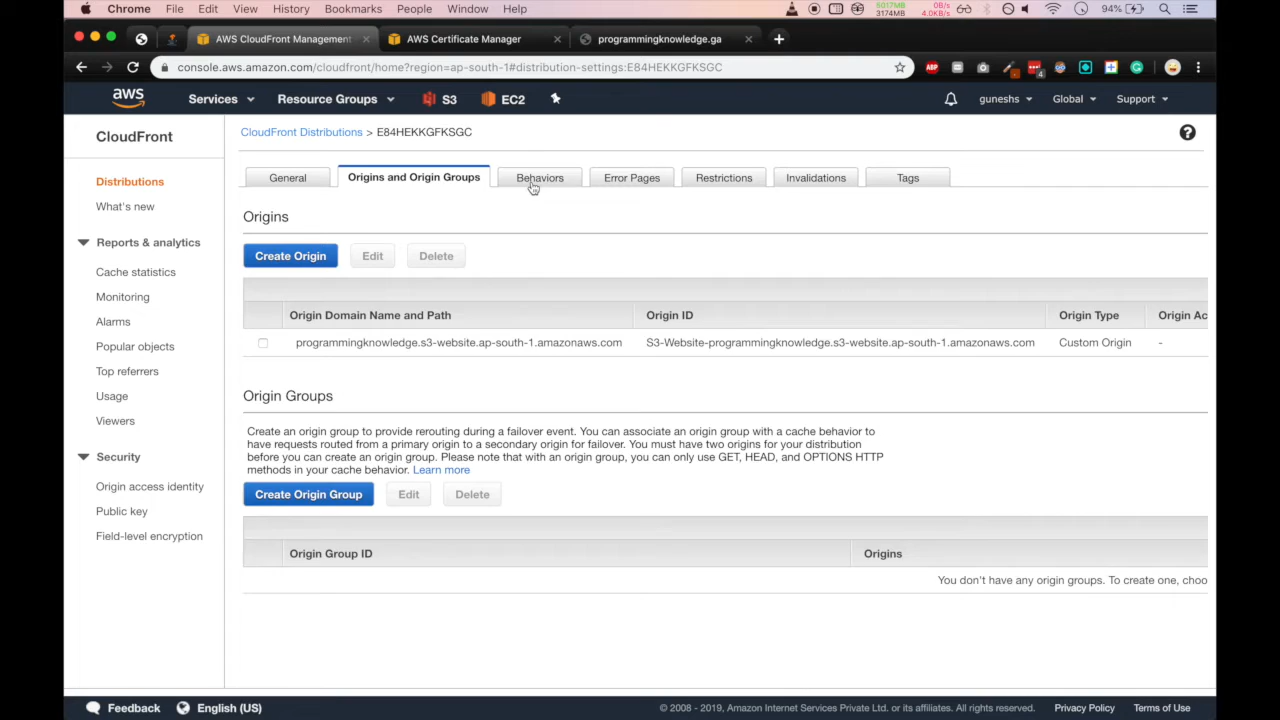 Chrome File Edit View History Bookmarks People Window Help 5017MB 3174MB 0B/s 4.0KB/s 94%
AWS CloudFront Management AWS Certificate Manager programmingknowledge.ga
console.aws.amazon.com/cloudfront/home?region=ap-south-1#distribution-settings:E84HEKKGFKSGC ABP 4
aws Services Resource Groups S3 EC2 guneshs Global Support
CloudFront
Distributions
What's new
Reports & analytics
Cache statistics
Monitoring
Alarms
Popular objects
Top referrers
Usage
Viewers
Security
Origin access identity
Public key
Field-level encryption
CloudFront Distributions > E84HEKKGFKSGC ?
General Origins and Origin Groups Behaviors Error Pages Restrictions Invalidations Tags
Origins
Create Origin Edit Delete
Origin Domain Name and Path Origin ID Origin Type Origin Ac
programmingknowledge.s3-website.ap-south-1.amazonaws.com S3-Website-programmingknowledge.s3-website.ap-south-1.amazonaws.com Custom Origin -
Origin Groups
Create an origin group to provide rerouting during a failover event. You can associate an origin group with a cache behavior to
have requests routed from a primary origin to a secondary origin for failover. You must have two origins for your distribution
before you can create an origin group. Please note that with an origin group, you can only use GET, HEAD, and OPTIONS HTTP
methods in your cache behavior. Learn more
Create Origin Group Edit Delete
Origin Group ID Origins
You don't have any origin groups. To create one, choo
Feedback English (US) © 2008 - 2019, Amazon Internet Services Private Ltd. or its affiliates. All rights reserved. Privacy Policy Terms of Use